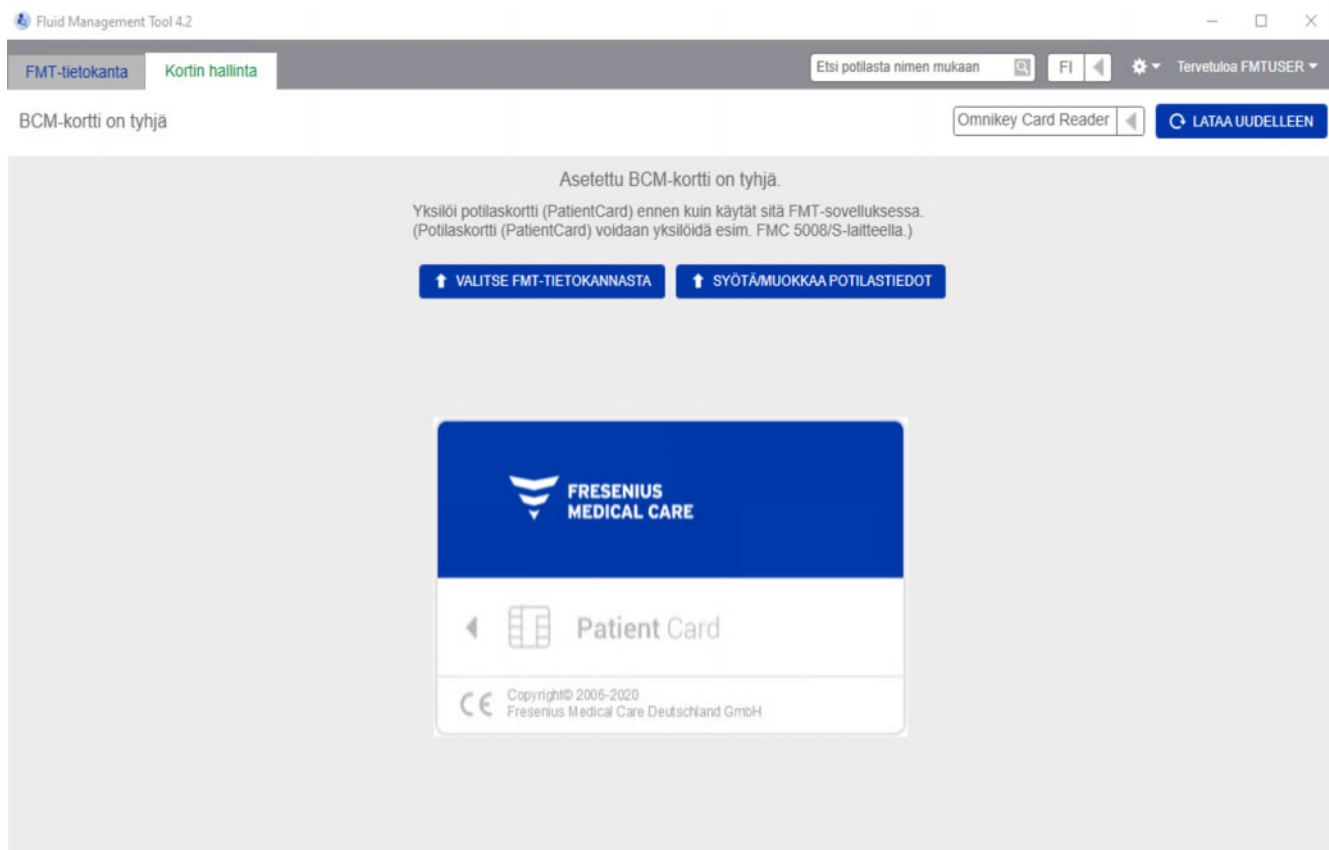 Fluid Management Tool 4.2
FMT-tietokanta
Kortin hallinta
Etsi potilasta nimen mukaan
FI
Tervetuloa FMTUSER
BCM-kortti on tyhjä
Omnikey Card Reader
LATAA UUDELLEEN
Asetettu BCM-kortti on tyhjä.
Yksilöi potilaskortti (PatientCard) ennen kuin käytät sitä FMT-sovelluksessa.
(Potilaskortti (PatientCard) voidaan yksilöidä esim. FMC 5008/S-laitteella.)
VALITSE FMT-TIETOKANNASTA
SYÖTÄ/MUOKKAA POTILASTIEDOT
FRESENIUS
MEDICAL CARE
Patient Card
CE
Copyright© 2006-2020
Fresenius Medical Care Deutschland GmbH